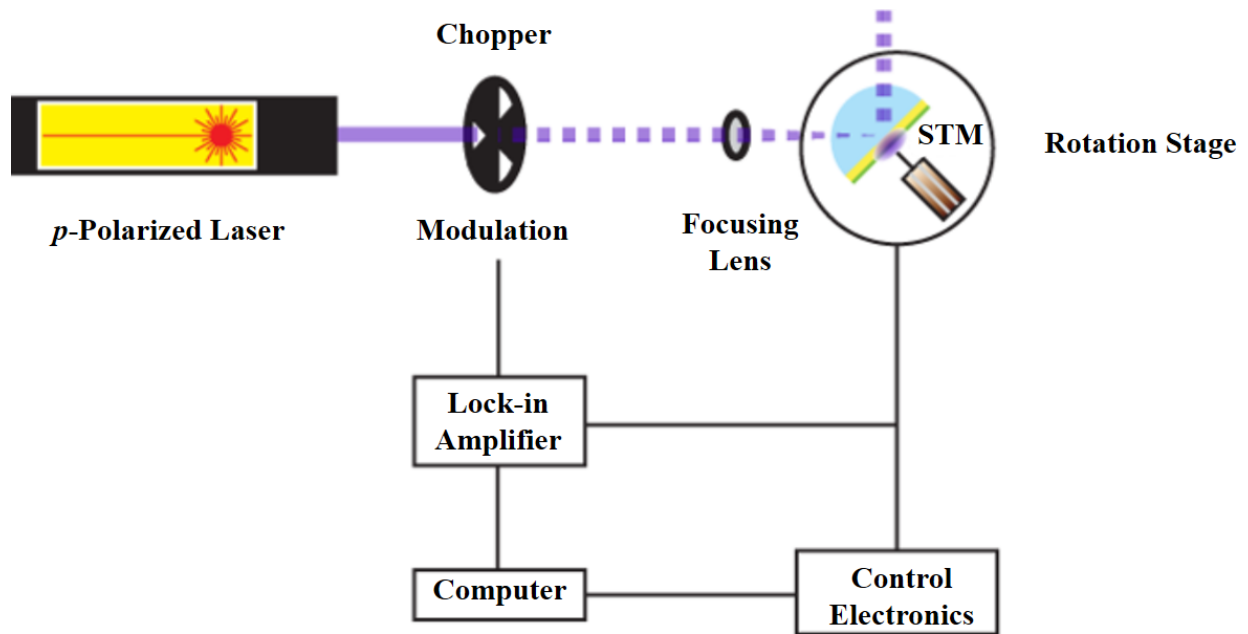 Chopper
STM
Rotation Stage
p-Polarized Laser
Modulation
Focusing
Lens
Lock-in
Amplifier
Computer
Control
Electronics